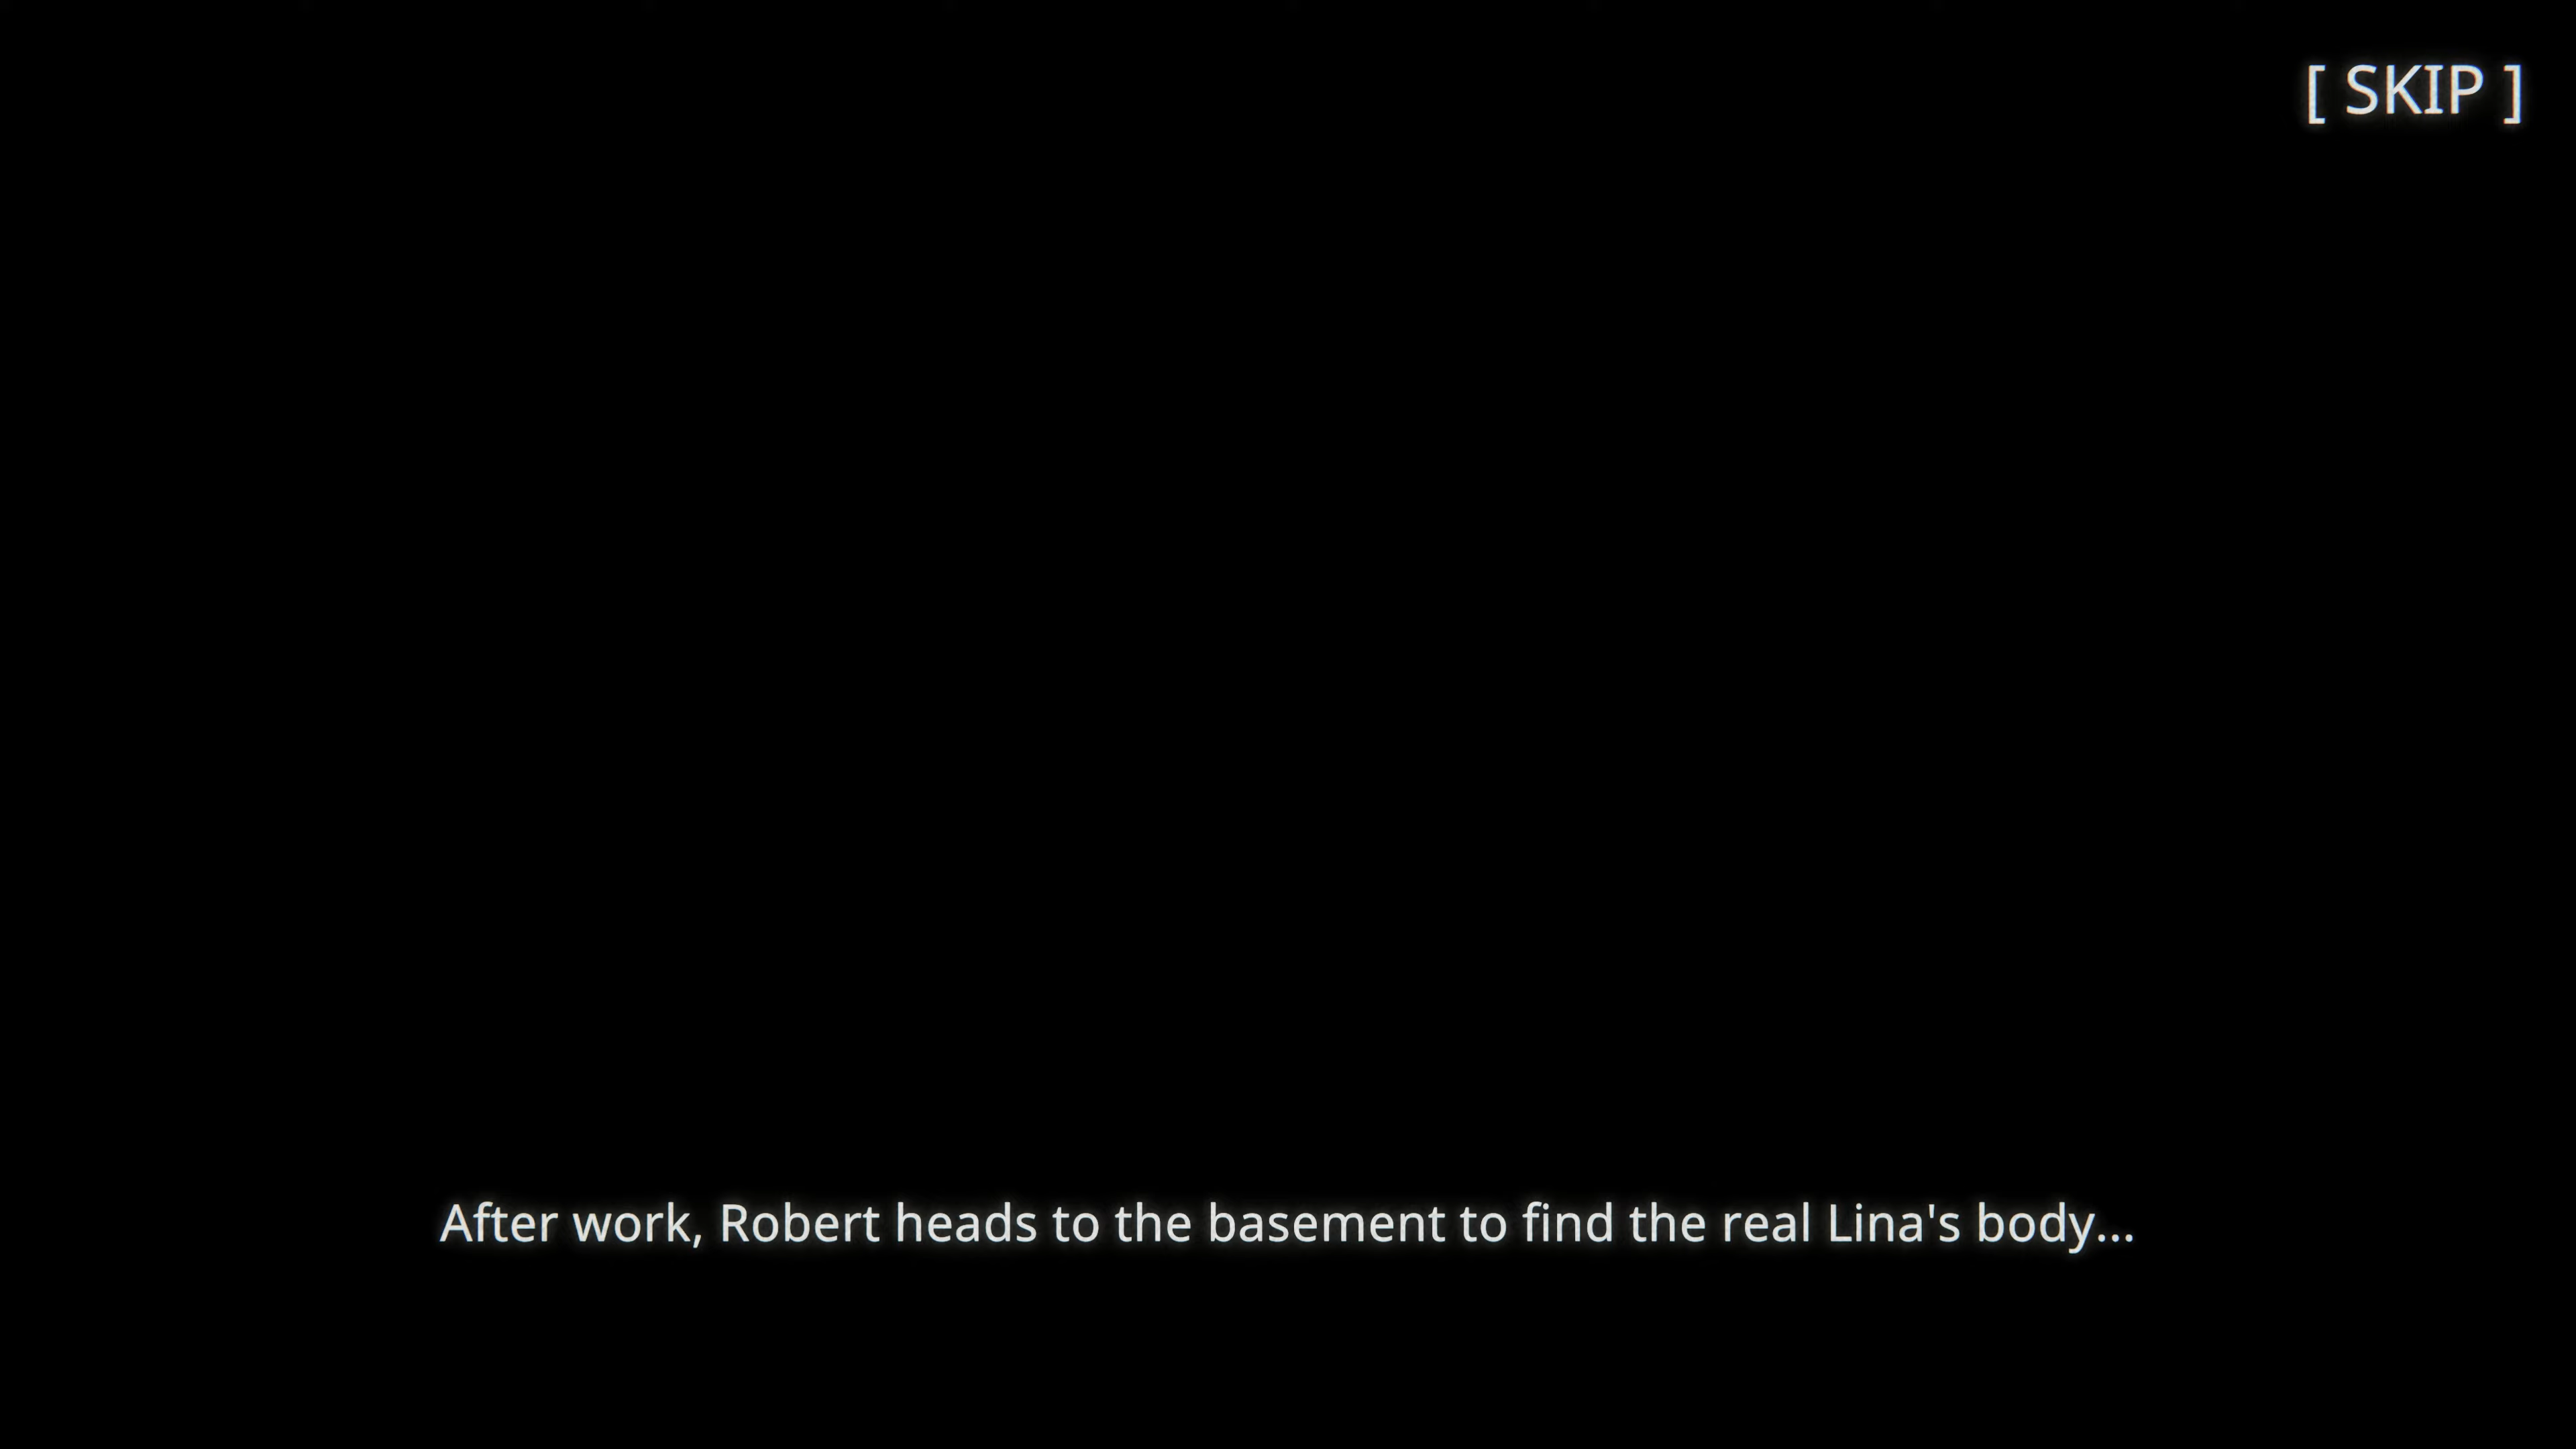 [ SKIP ]
After work, Robert heads to the basement to find the real Lina's body...